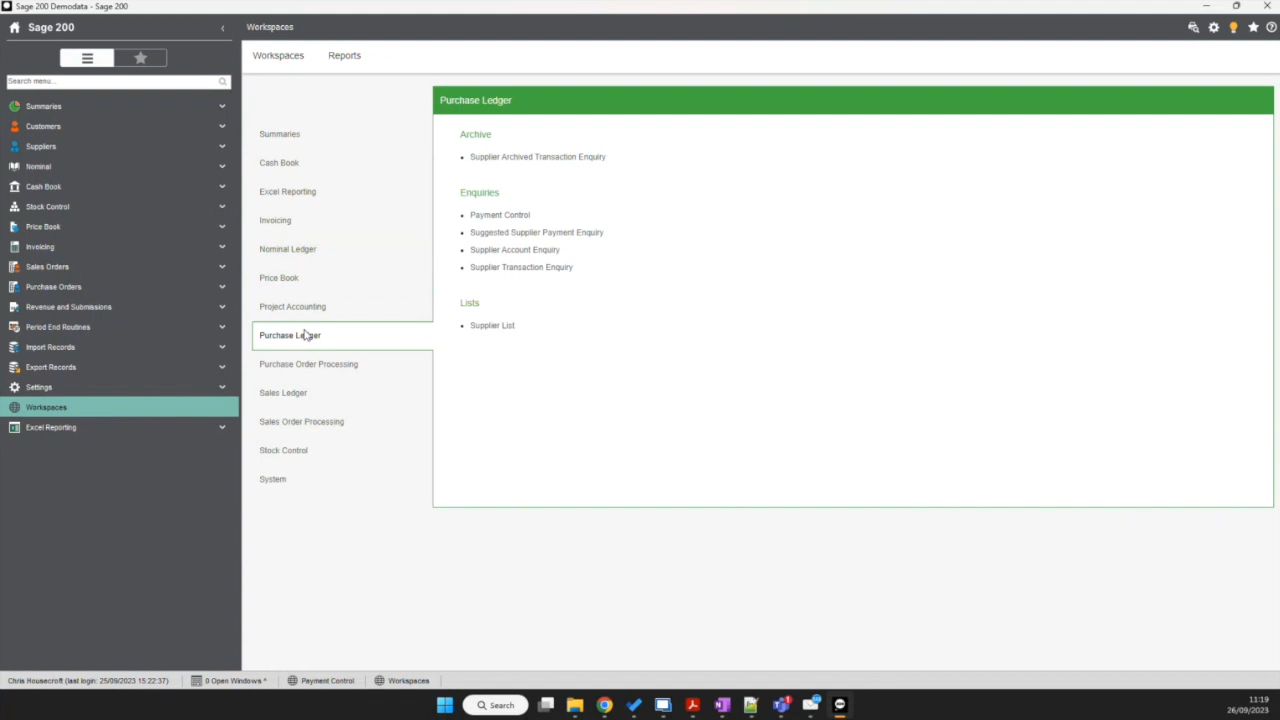 Sage 200 Demodata - Sage 200
Sage 200
Workspaces
Workspaces
Reports
Search menu...
Summaries
Customers
Suppliers
Nominal
Cash Book
Stock Control
Price Book
Invoicing
Sales Orders
Purchase Orders
Revenue and Submissions
Period End Routines
Import Records
Export Records
Settings
Workspaces
Excel Reporting
Summaries
Cash Book
Excel Reporting
Invoicing
Nominal Ledger
Price Book
Project Accounting
Purchase Ledger
Purchase Order Processing
Sales Ledger
Sales Order Processing
Stock Control
System
Purchase Ledger
Archive
Supplier Archived Transaction Enquiry
Enquiries
Payment Control
Suggested Supplier Payment Enquiry
Supplier Account Enquiry
Supplier Transaction Enquiry
Lists
Supplier List
Chris Housecroft (last login: 25/09/2023 15:22:37)
0 Open Windows ^
Payment Control
Workspaces
Search
11:19
26/09/2023